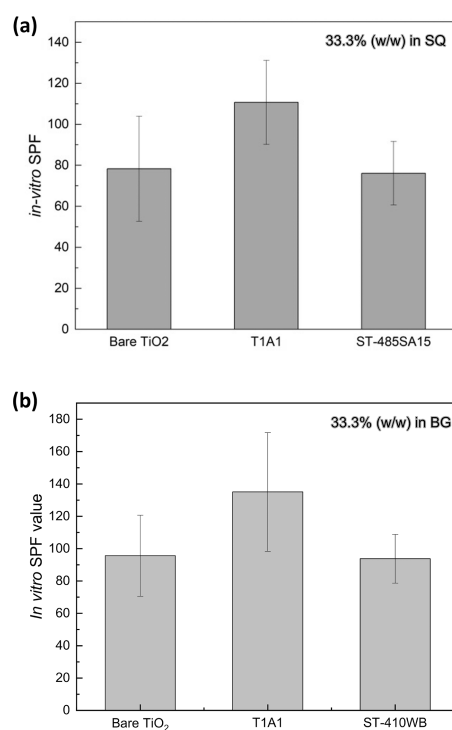 (a)
33.3% (w/w) in SQ
in-vitro SPF
140
120
100
80
60
40
20
0
Bare TiO2
T1A1
ST-485SA15
(b)
33.3% (w/w) in BG
In vitro SPF value
180
160
140
120
100
80
60
40
20
0
Bare TiO₂
T1A1
ST-410WB